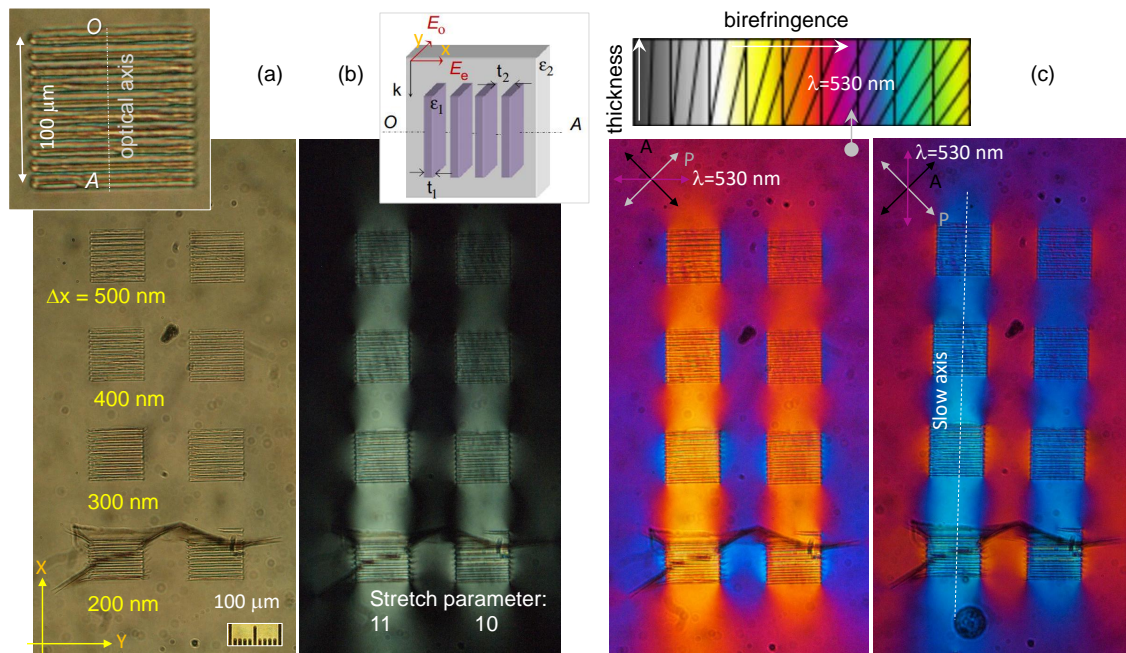 O
optical axis
100 μm
A
(a)
(b)
E_o
y
x
E_e
t_2
ε_2
k
ε_1
O
A
t_1
birefringence
thickness
λ=530 nm
(c)
Δx = 500 nm
400 nm
300 nm
200 nm
X
Y
100 μm
Stretch parameter:
11 10
A
P
λ=530 nm
λ=530 nm
A
P
Slow axis